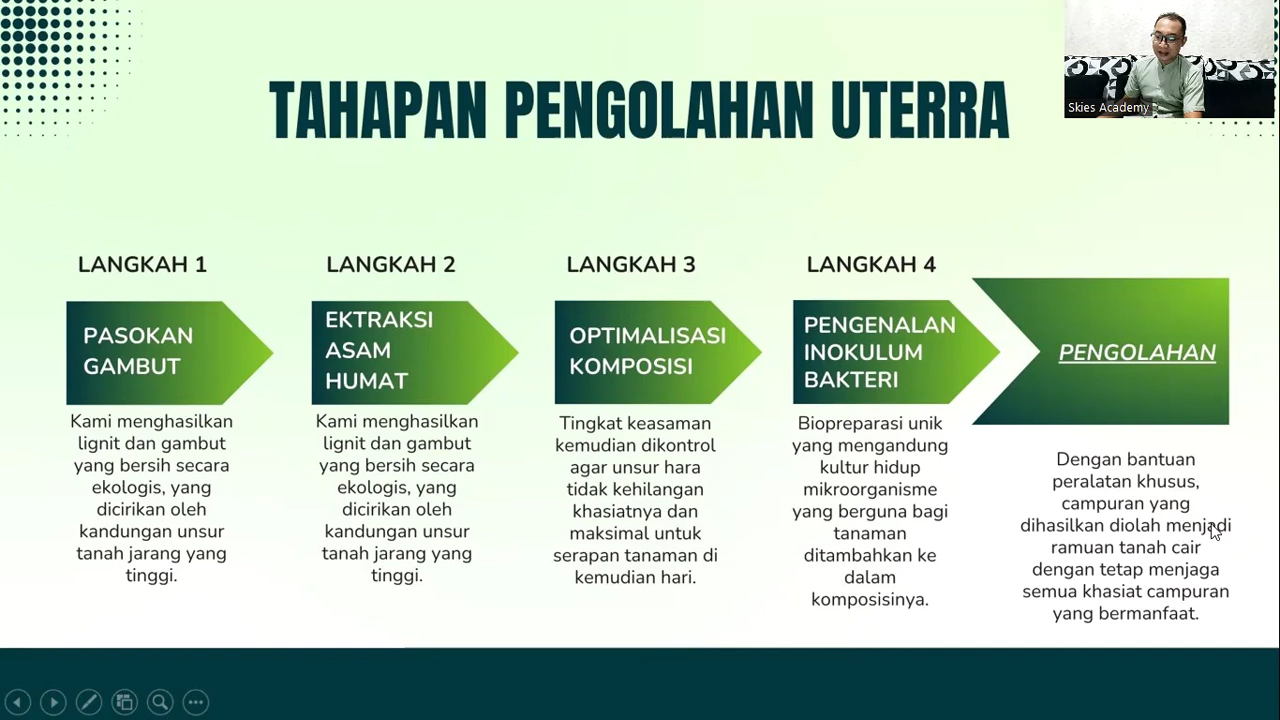 TAHAPAN PENGOLAHAN UTERRA
Skies Academy
LANGKAH 1
PASOKAN
GAMBUT
Kami menghasilkan
lignit dan gambut
yang bersih secara
ekologis, yang
dicirikan oleh
kandungan unsur
tanah jarang yang
tinggi.
LANGKAH 2
EKTRAKSI
ASAM
HUMAT
Kami menghasilkan
lignit dan gambut
yang bersih secara
ekologis, yang
dicirikan oleh
kandungan unsur
tanah jarang yang
tinggi.
LANGKAH 3
OPTIMALISASI
KOMPOSISI
Tingkat keasaman
kemudian dikontrol
agar unsur hara
tidak kehilangan
khasiatnya dan
maksimal untuk
serapan tanaman di
kemudian hari.
LANGKAH 4
PENGENALAN
INOKULUM
BAKTERI
Biopreparasi unik
yang mengandung
kultur hidup
mikroorganisme
yang berguna bagi
tanaman
ditambahkan ke
dalam
komposisinya.
PENGOLAHAN
Dengan bantuan
peralatan khusus,
campuran yang
dihasilkan diolah menjadi
ramuan tanah cair
dengan tetap menjaga
semua khasiat campuran
yang bermanfaat.